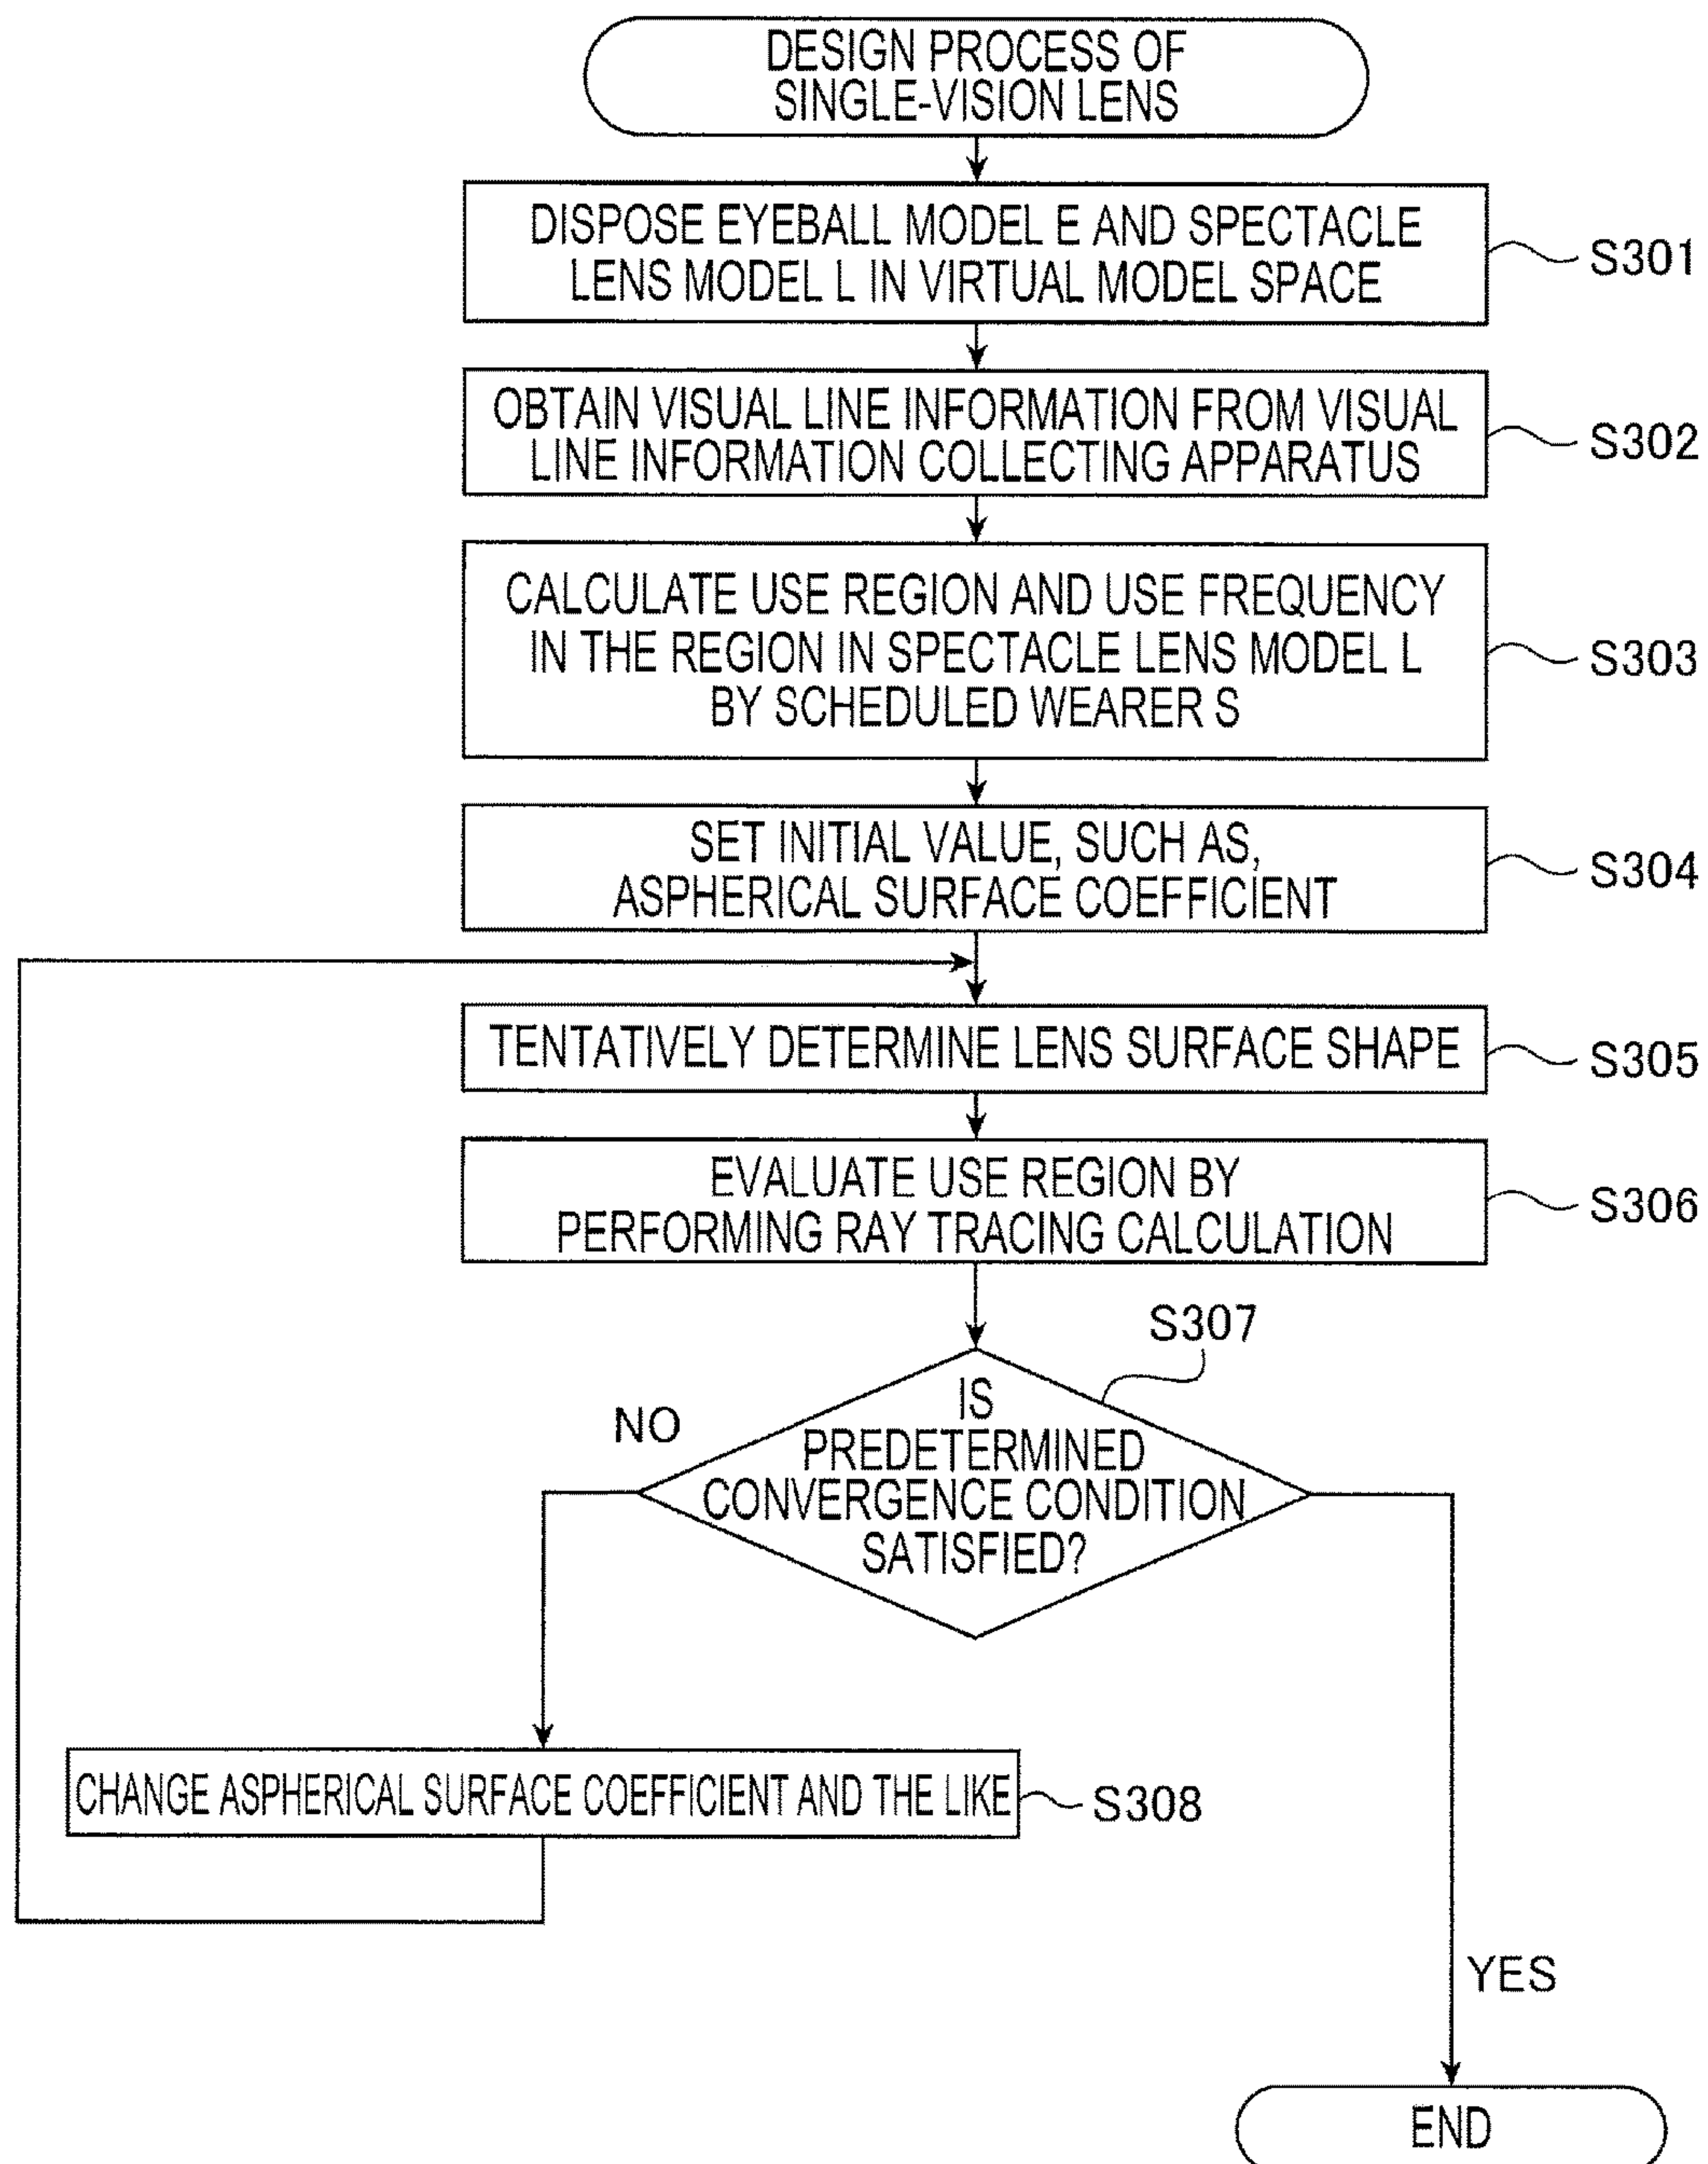 DESIGN PROCESS OF
SINGLE-VISION LENS
DISPOSE EYEBALL MODEL E AND SPECTACLE
LENS MODEL L IN VIRTUAL MODEL SPACE
S301
OBTAIN VISUAL LINE INFORMATION FROM VISUAL
LINE INFORMATION COLLECTING APPARATUS
S302
CALCULATE USE REGION AND USE FREQUENCY
IN THE REGION IN SPECTACLE LENS MODEL L
BY SCHEDULED WEARER S
S303
SET INITIAL VALUE, SUCH AS,
ASPHERICAL SURFACE COEFFICIENT
S304
TENTATIVELY DETERMINE LENS SURFACE SHAPE
S305
EVALUATE USE REGION BY
PERFORMING RAY TRACING CALCULATION
S306
S307
IS
PREDETERMINED
CONVERGENCE CONDITION
SATISFIED?
NO
CHANGE ASPHERICAL SURFACE COEFFICIENT AND THE LIKE
S308
YES
END